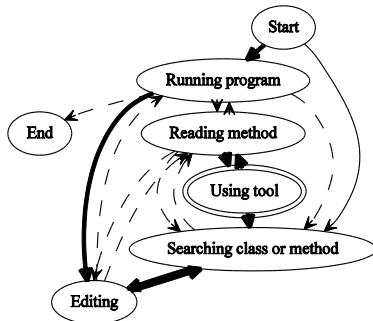 Start
Running program
End
Reading method
Using tool
Searching class or method
Editing